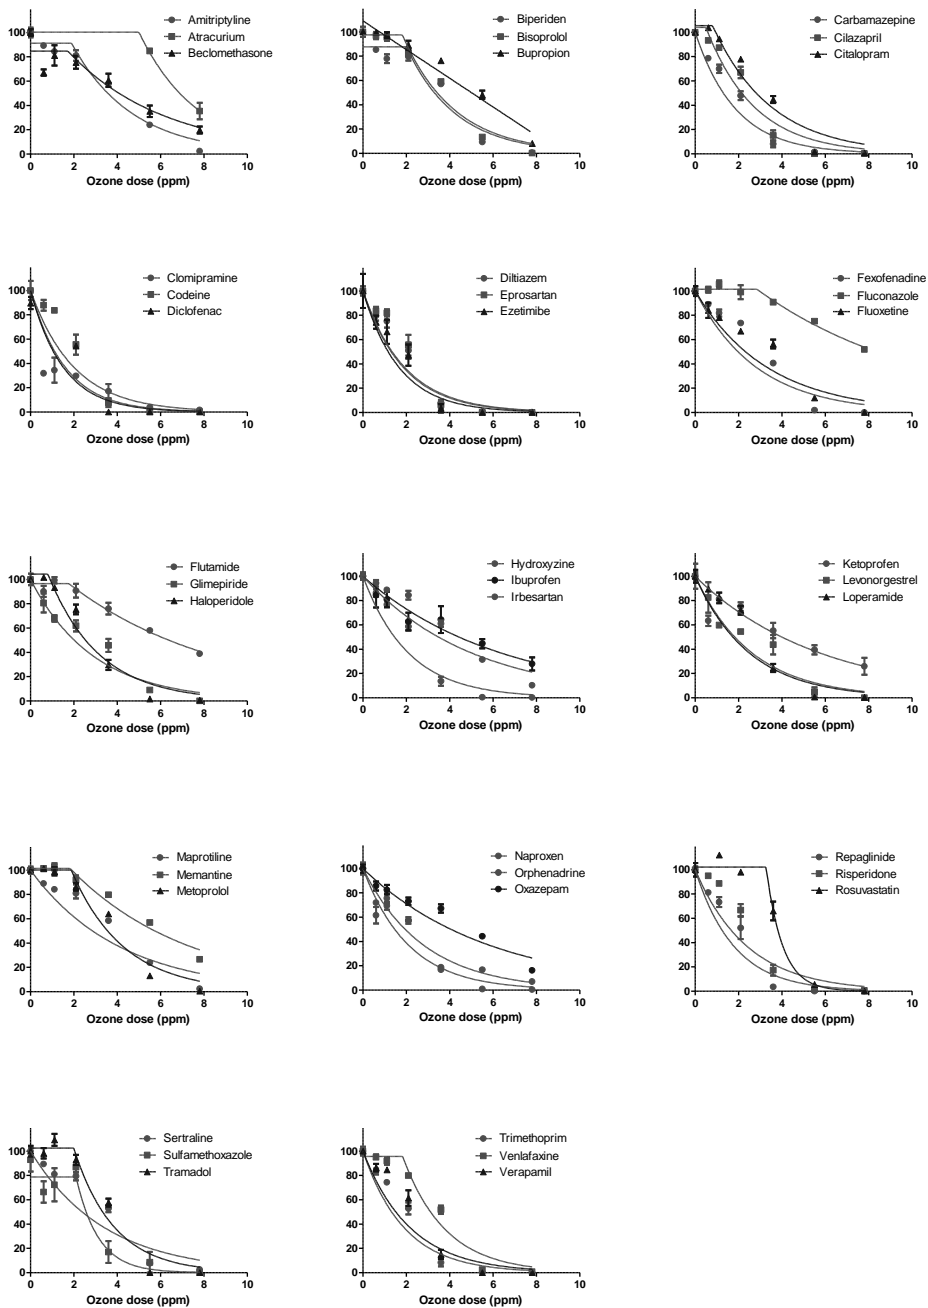 Amitriptyline
Atracurium
Beclomethasone
100
80
60
40
20
0
0 2 4 6 8 10
Ozone dose (ppm)
Biperiden
Bisoprolol
Bupropion
100
80
60
40
20
0
0 2 4 6 8 10
Ozone dose (ppm)
Carbamazepine
Cilazapril
Citalopram
100
80
60
40
20
0
0 2 4 6 8 10
Ozone dose (ppm)
Clomipramine
Codeine
Diclofenac
100
80
60
40
20
0
0 2 4 6 8 10
Ozone dose (ppm)
Diltiazem
Eprosartan
Ezetimibe
100
80
60
40
20
0
0 2 4 6 8 10
Ozone dose (ppm)
Fexofenadine
Fluconazole
Fluoxetine
100
80
60
40
20
0
0 2 4 6 8 10
Ozone dose (ppm)
Flutamide
Glimepiride
Haloperidole
100
80
60
40
20
0
0 2 4 6 8 10
Ozone dose (ppm)
Hydroxyzine
Ibuprofen
Irbesartan
100
80
60
40
20
0
0 2 4 6 8 10
Ozone dose (ppm)
Ketoprofen
Levonorgestrel
Loperamide
100
80
60
40
20
0
0 2 4 6 8 10
Ozone dose (ppm)
Maprotiline
Memantine
Metoprolol
100
80
60
40
20
0
0 2 4 6 8 10
Ozone dose (ppm)
Naproxen
Orphenadrine
Oxazepam
100
80
60
40
20
0
0 2 4 6 8 10
Ozone dose (ppm)
Repaglinide
Risperidone
Rosuvastatin
100
80
60
40
20
0
0 2 4 6 8 10
Ozone dose (ppm)
Sertraline
Sulfamethoxazole
Tramadol
100
80
60
40
20
0
0 2 4 6 8 10
Ozone dose (ppm)
Trimethoprim
Venlafaxine
Verapamil
100
80
60
40
20
0
0 2 4 6 8 10
Ozone dose (ppm)